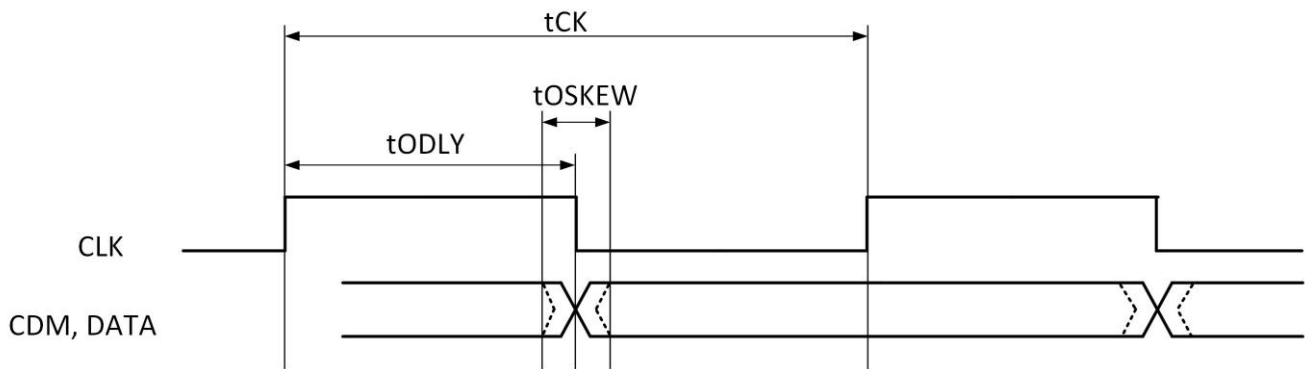 tCK
tOSKEW
tODLY
CLK
CDM, DATA